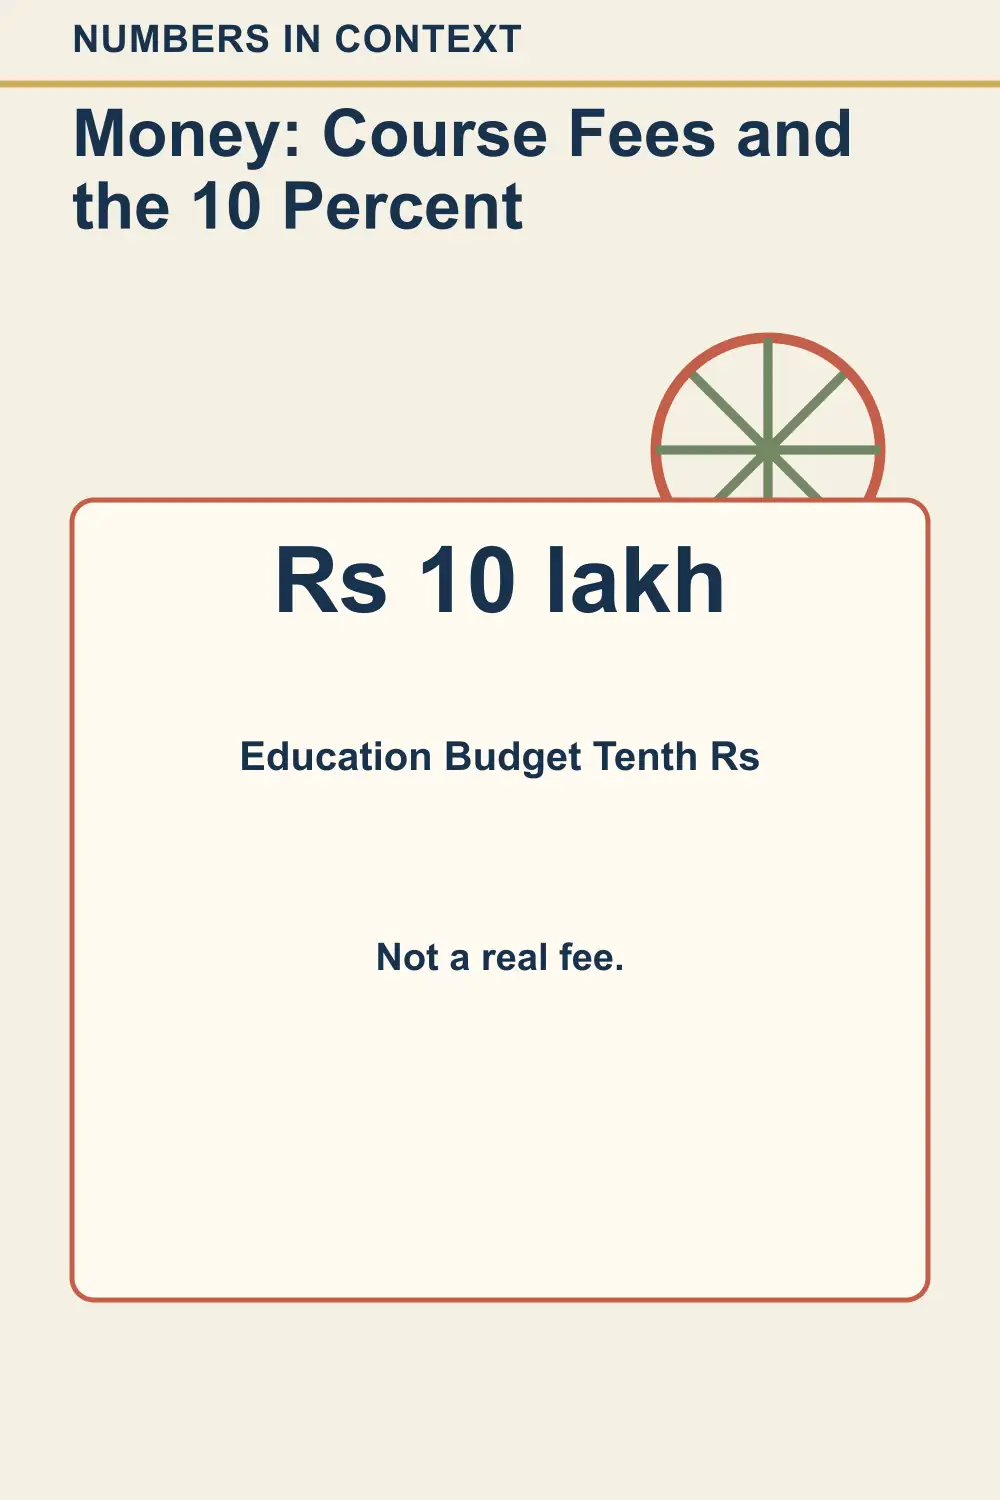 NUMBERS IN CONTEXT
Money: Course Fees and
the 10 Percent
Rs 10 lakh
Education Budget Tenth Rs
Not a real fee.